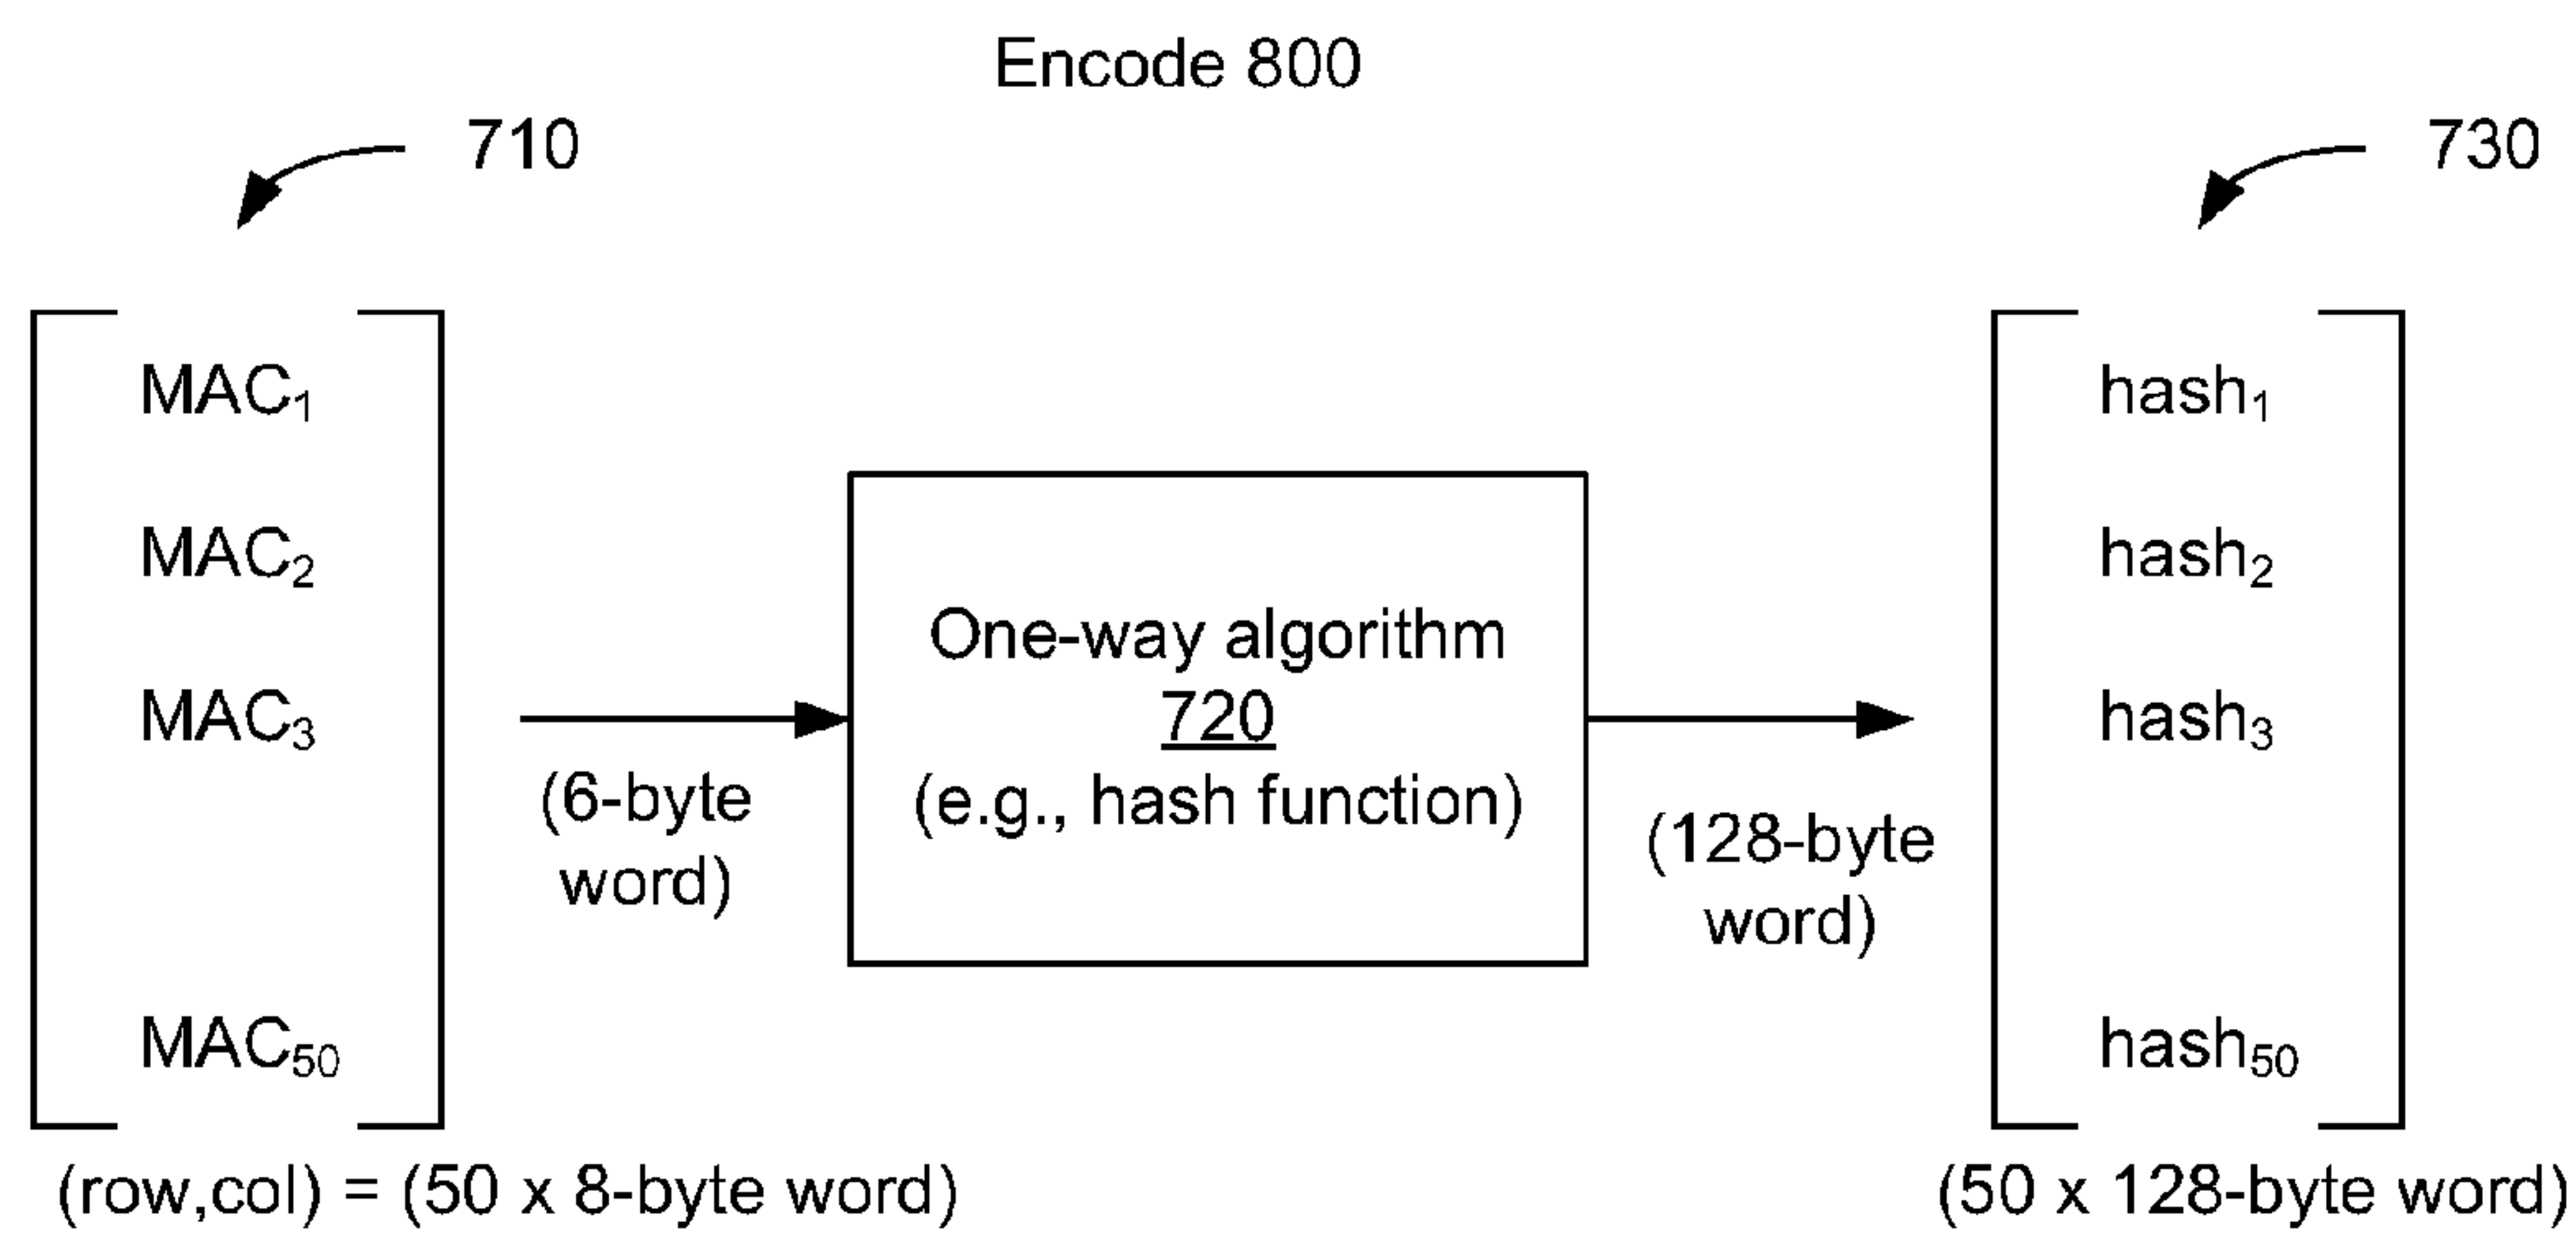 Encode 800
710
730
MAC₁
MAC₂
MAC₃
MAC₅₀
(row,col) = (50 x 8-byte word)
(6-byte
word)
One-way algorithm
720
(e.g., hash function)
(128-byte
word)
hash₁
hash₂
hash₃
hash₅₀
(50 x 128-byte word)